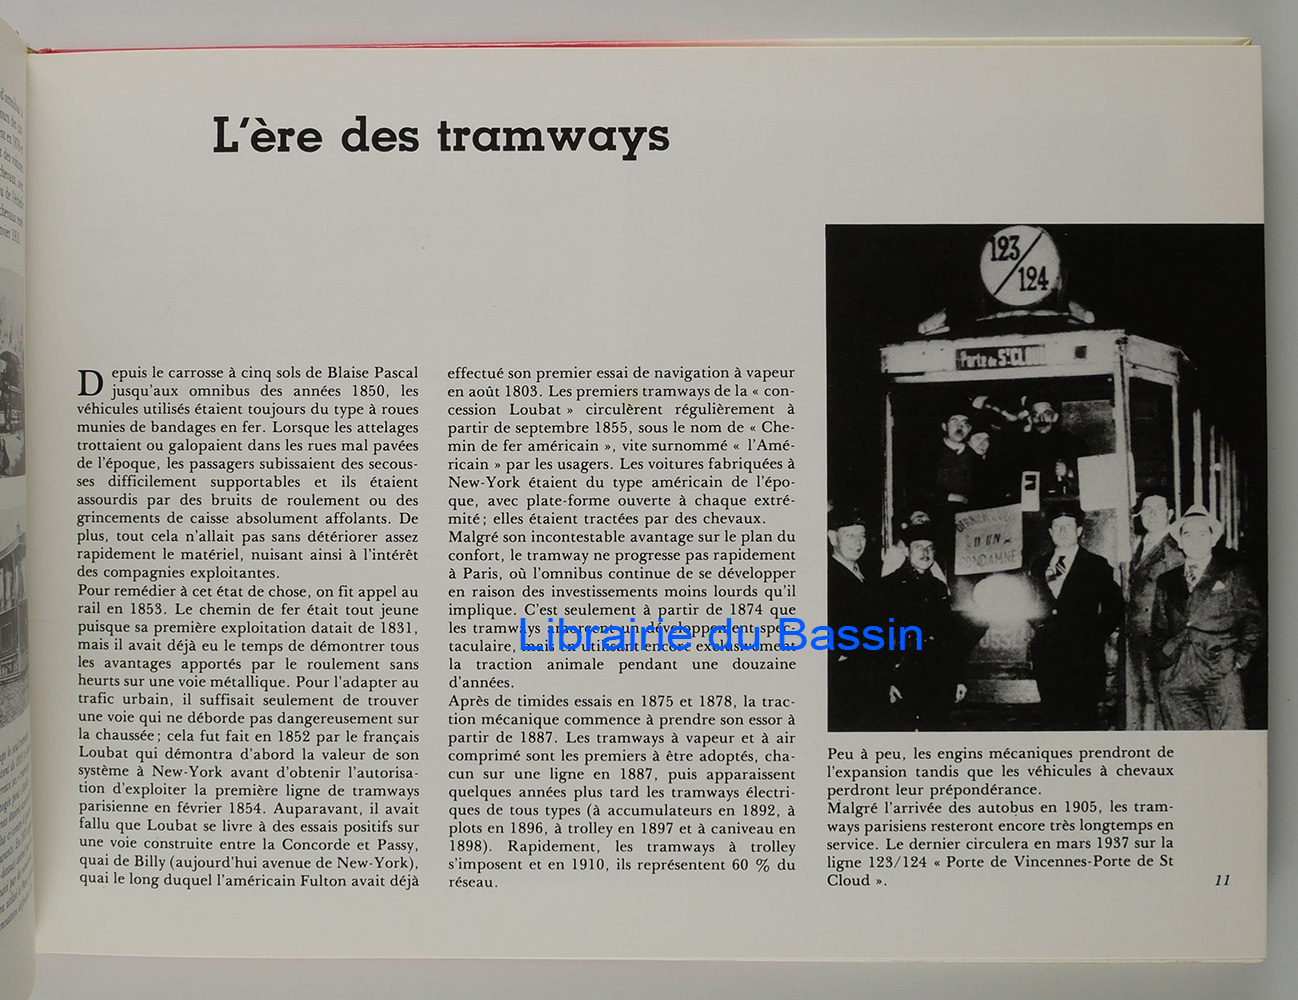 L'ère des tramways
Depuis le carrosse à cinq sols de Blaise Pascal
jusqu'aux omnibus des années 1850, les
véhicules utilisés étaient toujours du type à roues
munies de bandages en fer. Lorsque les attelages
trottaient ou galopaient dans les rues mal pavées
de l'époque, les passagers subissaient des secous-
ses difficilement supportables et ils étaient
assourdis par des bruits de roulement ou des
grincements de caisse absolument affolants. De
plus, tout cela n'allait pas sans détériorer assez
rapidement le matériel, nuisant ainsi à l'intérêt
des compagnies exploitantes.
Pour remédier à cet état de chose, on fit appel au
rail en 1853. Le chemin de fer était tout jeune
puisque sa première exploitation datait de 1831,
mais il avait déjà eu le temps de démontrer tous
les avantages apportés par le roulement sans
heurts sur une voie métallique. Pour l'adapter au
trafic urbain, il suffisait seulement de trouver
une voie qui ne déborde pas dangereusement sur
la chaussée ; cela fut fait en 1852 par le français
Loubat qui démontra d'abord la valeur de son
système à New-York avant d'obtenir l'autorisa-
tion d'exploiter la première ligne de tramways
parisienne en février 1854. Auparavant, il avait
fallu que Loubat se livre à des essais positifs sur
une voie construite entre la Concorde et Passy,
quai de Billy (aujourd'hui avenue de New-York),
quai le long duquel l'américain Fulton avait déjà
effectué son premier essai de navigation à vapeur
en août 1803. Les premiers tramways de la « con-
cession Loubat » circulèrent régulièrement à
partir de septembre 1855, sous le nom de « Che-
min de fer américain », vite surnommé « l'Amé-
ricain » par les usagers. Les voitures fabriquées à
New-York étaient du type américain de l'épo-
que, avec plate-forme ouverte à chaque extré-
mité ; elles étaient tractées par des chevaux.
Malgré son incontestable avantage sur le plan du
confort, le tramway ne progresse pas rapidement
à Paris, où l'omnibus continue de se développer
en raison des investissements moins lourds qu'il
implique. C'est seulement à partir de 1874 que
les tramways amorcent un développement spec-
taculaire, mais en utilisant encore exclusivement
la traction animale pendant une douzaine
d'années.
Après de timides essais en 1875 et 1878, la trac-
tion mécanique commence à prendre son essor à
partir de 1887. Les tramways à vapeur et à air
comprimé sont les premiers à être adoptés, cha-
cun sur une ligne en 1887, puis apparaissent
quelques années plus tard les tramways électri-
ques de tous types (à accumulateurs en 1892, à
plots en 1896, à trolley en 1897 et à caniveau en
1898). Rapidement, les tramways à trolley
s'imposent et en 1910, ils représentent 60 % du
réseau.
123/124
Porte de St CLOUD
D'UN
CONDAMNÉ
Peu à peu, les engins mécaniques prendront de
l'expansion tandis que les véhicules à chevaux
perdront leur prépondérance.
Malgré l'arrivée des autobus en 1905, les tram-
ways parisiens resteront encore très longtemps en
service. Le dernier circulera en mars 1937 sur la
ligne 123/124 « Porte de Vincennes-Porte de St
Cloud ».
11
Librairie du Bassin